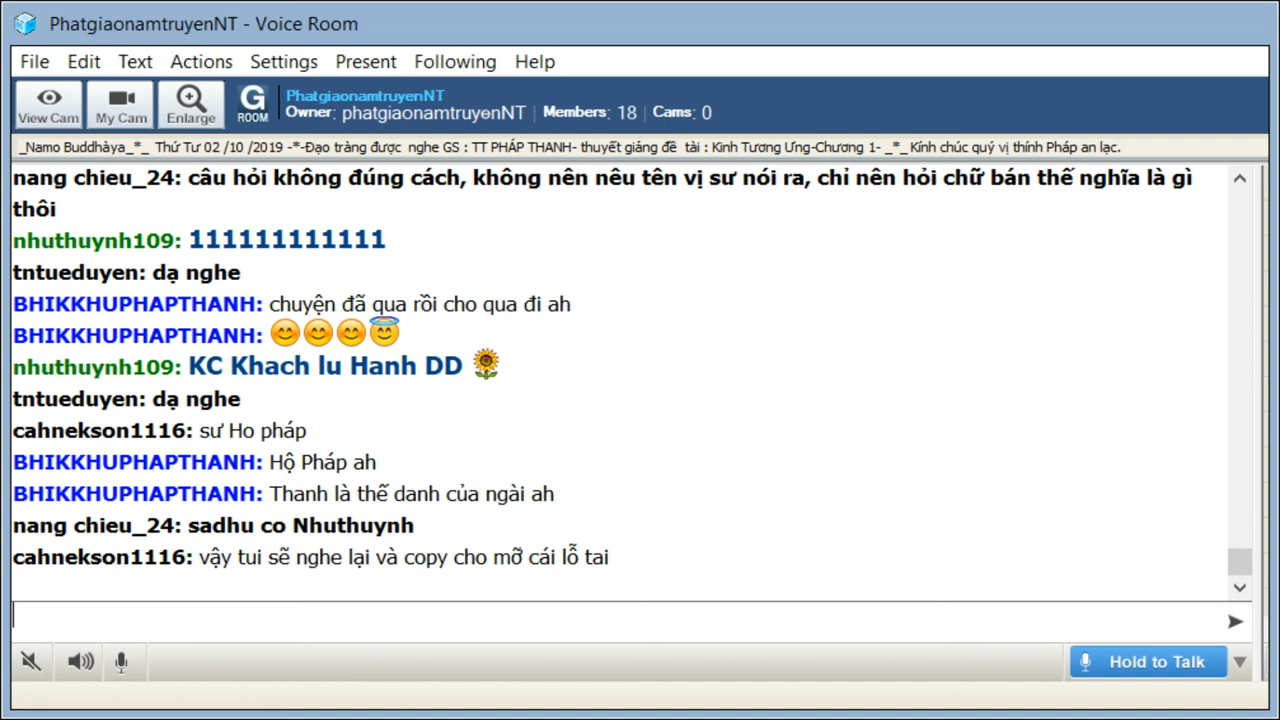 PhatgiaonamtruyenNT - Voice Room
File Edit Text Actions Settings Present Following Help
View Cam My Cam Enlarge G ROOM
PhatgiaonamtruyenNT
Owner: phatgiaonamtruyenNT | Members: 18 | Cams: 0
_Namo Buddhàya_*_ Thứ Tư 02 /10 /2019 -*-Đạo tràng được nghe GS : TT PHÁP THANH- thuyết giảng đề tài : Kinh Tương Ưng-Chương 1- _*_Kính chúc quý vị thính Pháp an lạc.
nang chieu_24: câu hỏi không đúng cách, không nên nêu tên vị sư nói ra, chỉ nên hỏi chữ bán thế nghĩa là gì
thôi
nhuthuynh109: 111111111111
tntueduyen: dạ nghe
BHIKKHUPHAPTHANH: chuyện đã qua rồi cho qua đi ah
BHIKKHUPHAPTHANH: 😊😊😊😇
nhuthuynh109: KC Khach lu Hanh DD 🌻
tntueduyen: dạ nghe
cahnekson1116: sư Ho pháp
BHIKKHUPHAPTHANH: Hộ Pháp ah
BHIKKHUPHAPTHANH: Thanh là thế danh của ngài ah
nang chieu_24: sadhu co Nhuthuynh
cahnekson1116: vậy tui sẽ nghe lại và copy cho mỡ cái lỗ tai
Hold to Talk